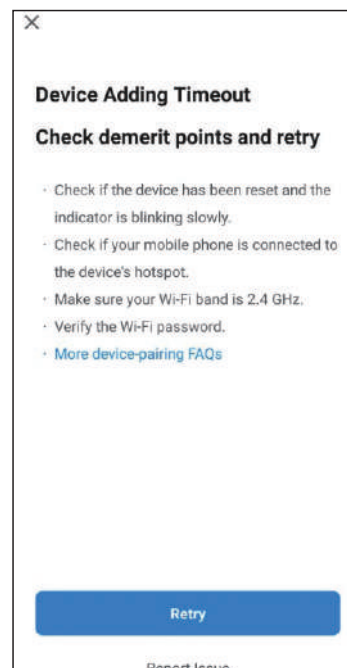 Device Adding Timeout
Check demerit points and retry
· Check if the device has been reset and the
indicator is blinking slowly.
· Check if your mobile phone is connected to
the device's hotspot.
· Make sure your Wi-Fi band is 2.4 GHz.
· Verify the Wi-Fi password.
· More device-pairing FAQs
Retry
Report Issue